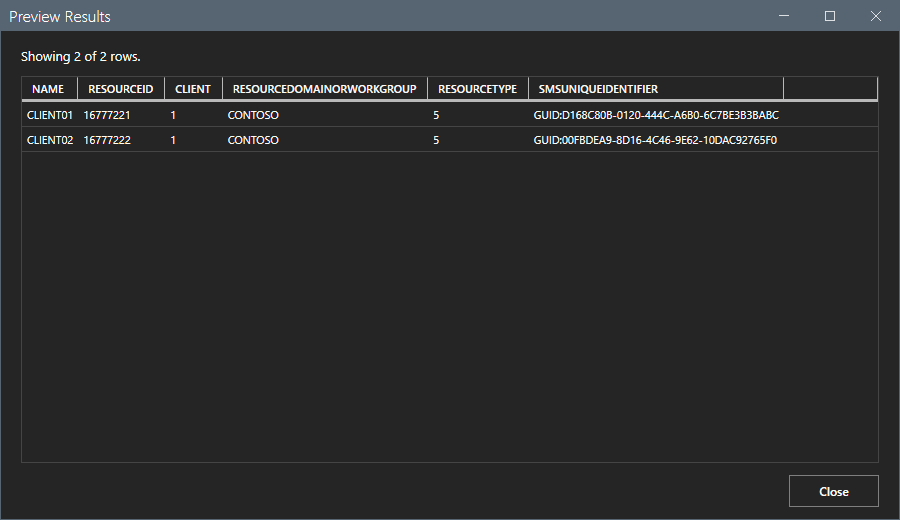 Preview Results
Showing 2 of 2 rows.
NAME RESOURCEID CLIENT RESOURCEDOMAINORWORKGROUP RESOURCETYPE SMSUNIQUEIDENTIFIER
CLIENT01 16777221 1 CONTOSO 5 GUID:D168C80B-0120-444C-A6B0-6C7BE3B3BABC
CLIENT02 16777222 1 CONTOSO 5 GUID:00FBDEA9-8D16-4C46-9E62-10DAC92765F0
Close